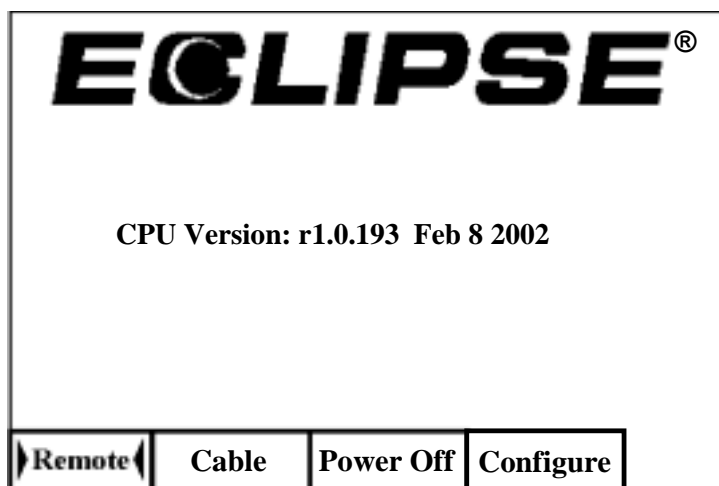 ECLIPSE®
CPU Version: r1.0.193 Feb 8 2002
Remote Cable Power Off Configure